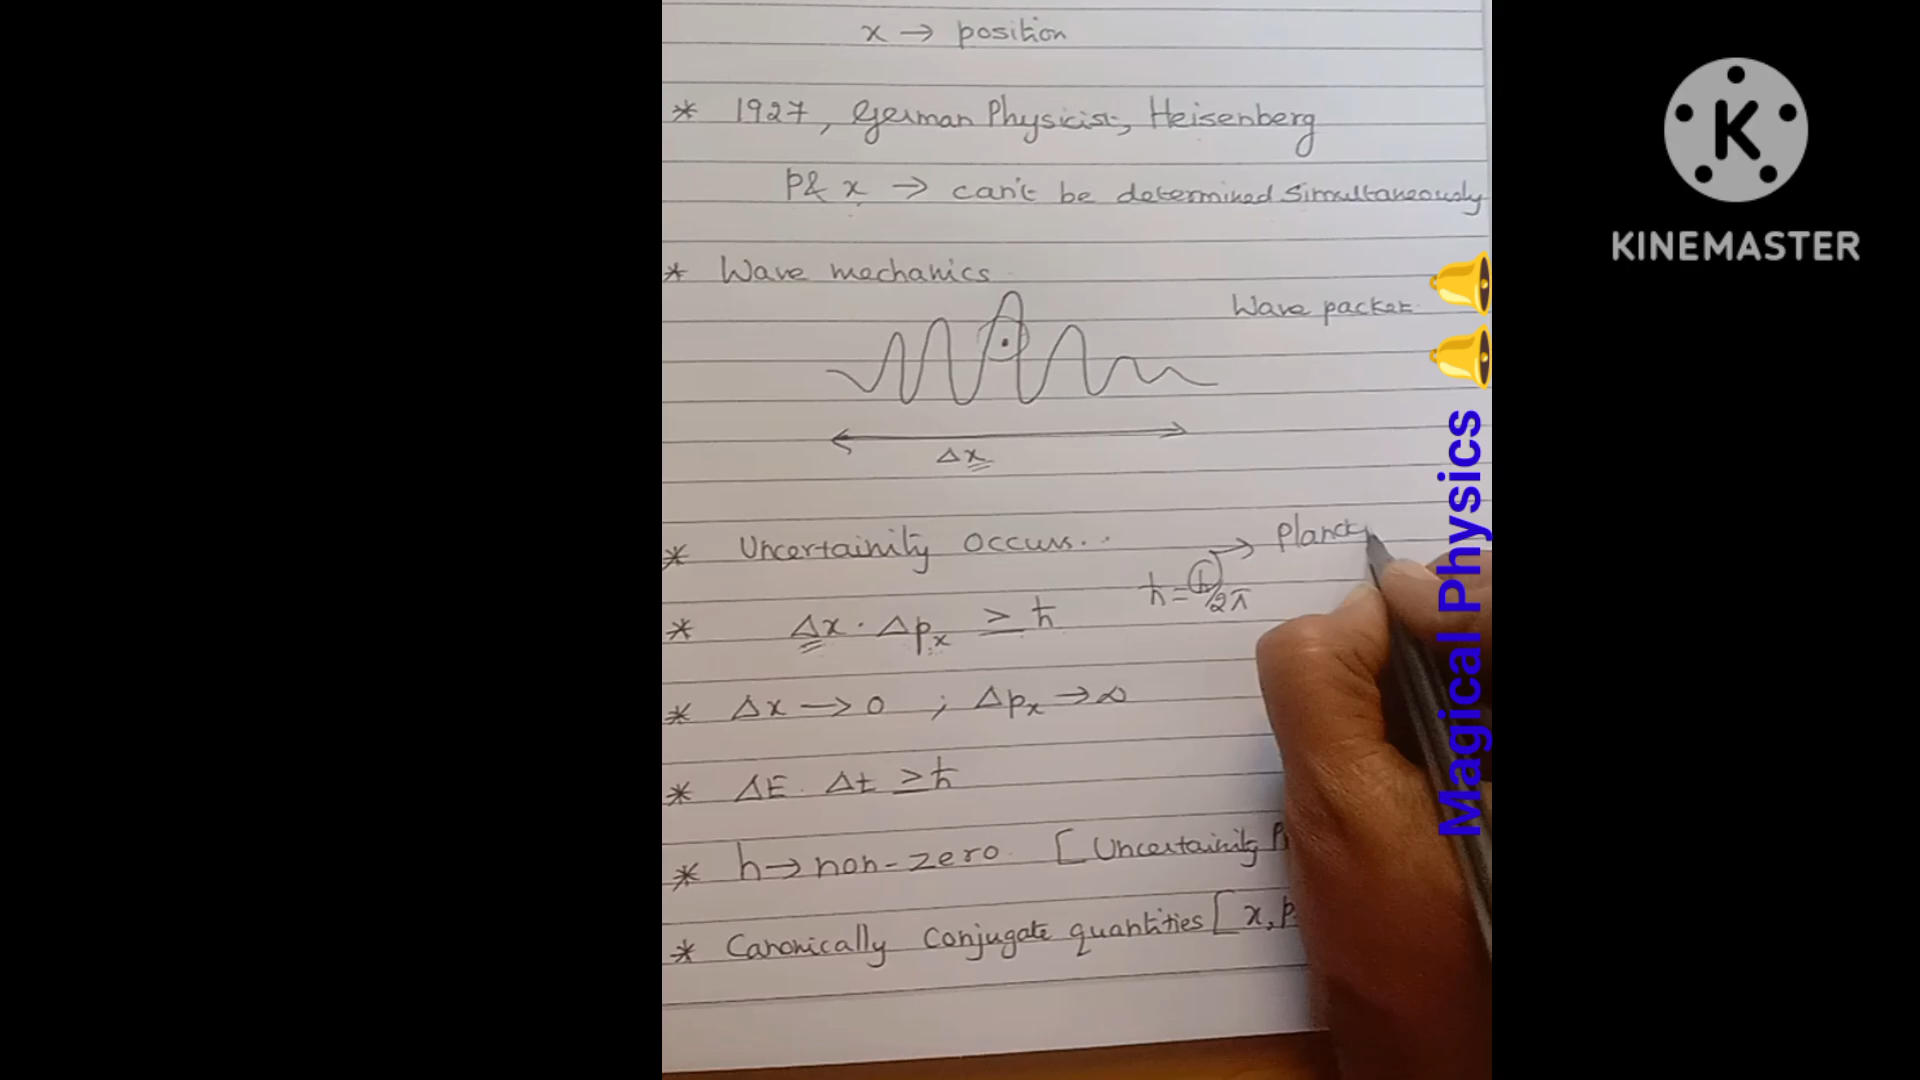 x → position
* 1927, German Physicist, Heisenberg
P& x → can't be determined Simultaneously
* Wave mechanics
Wave packet
Δx
* Uncertainity occurs...
→ Planck
ħ = h/2π
* Δx · Δpx ≥ ħ
* Δx → 0 ; Δpx → ∞
* ΔE · Δt ≥ ħ
* h → non-zero [Uncertainity P
* Canonically Conjugate quantities [x, p
Magical Physics
K
KINEMASTER